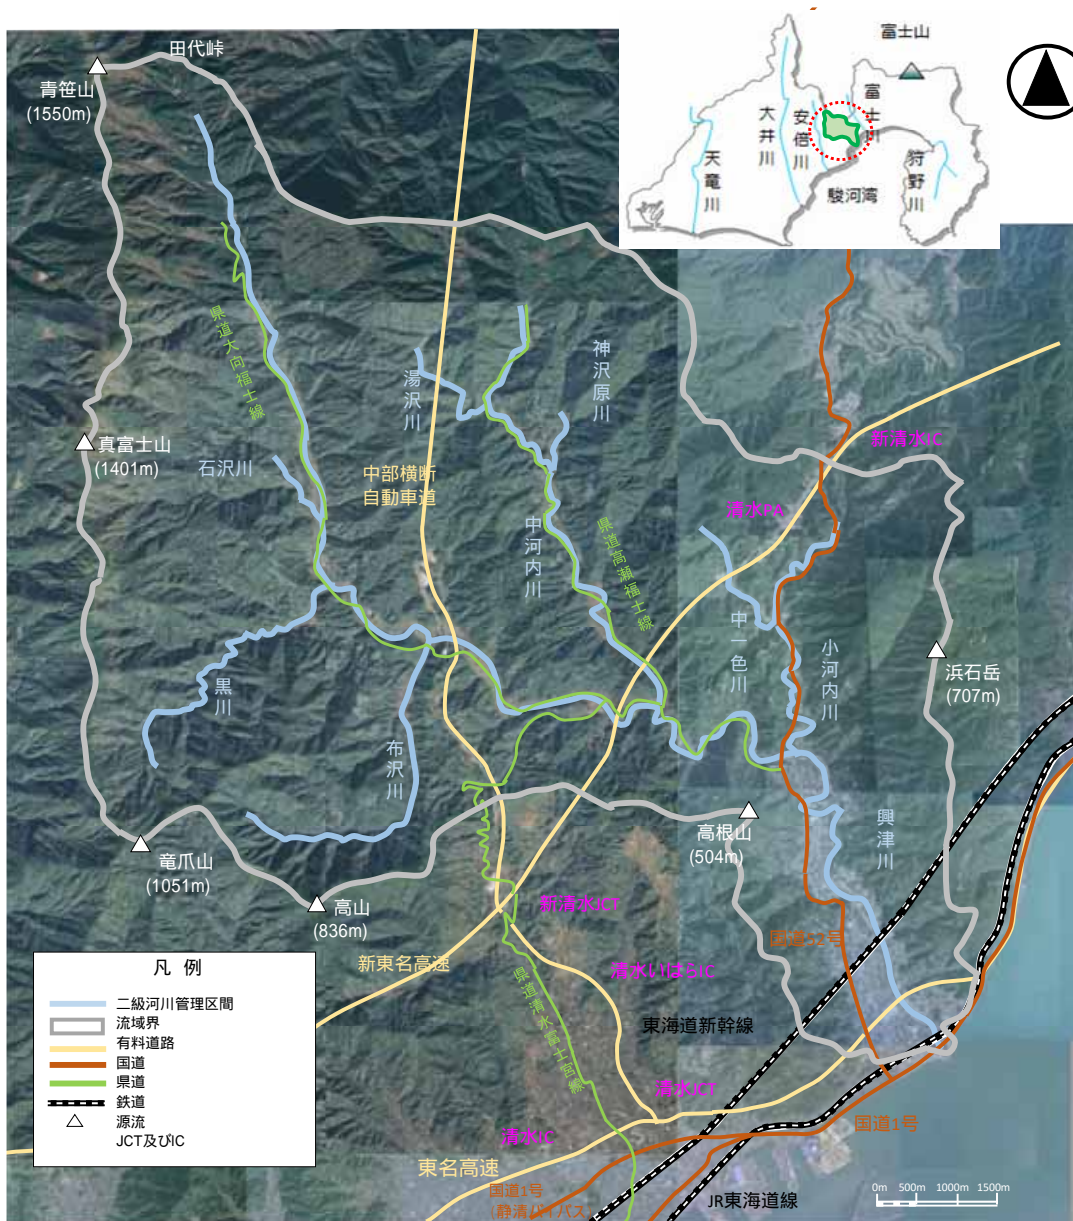 田代峠
青笹山
(1550m)
富士山
富士川
安倍川
大井川
天竜川
狩野川
駿河湾
県道大向福士線
湯沢川
神沢原川
真富士山
(1401m)
石沢川
中部横断
自動車道
新清水IC
清水PA
中河内川
県道高瀬福士線
中一色川
小河内川
浜石岳
(707m)
黒川
布沢川
興津川
高根山
(504m)
竜爪山
(1051m)
高山
(836m)
新清水JCT
国道52号
新東名高速
清水いはらIC
県道清水富士宮線
東海道新幹線
清水JCT
国道1号
清水IC
東名高速
国道1号
(静清バイパス)
JR東海道線
凡 例
二級河川管理区間
流域界
有料道路
国道
県道
鉄道
源流
JCT及びIC
0m 500m 1000m 1500m